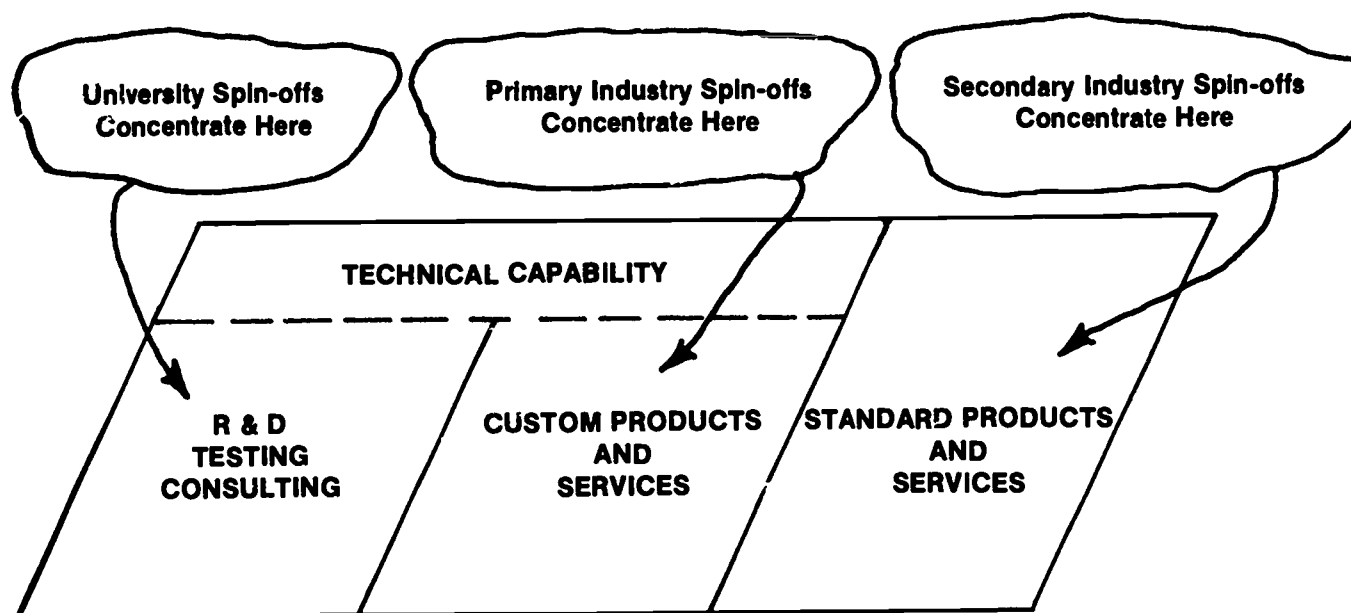 University Spin-offs
Concentrate Here
Primary Industry Spin-offs
Concentrate Here
Secondary Industry Spin-offs
Concentrate Here
TECHNICAL CAPABILITY
R & D
TESTING
CONSULTING
CUSTOM PRODUCTS
AND
SERVICES
STANDARD PRODUCTS
AND
SERVICES